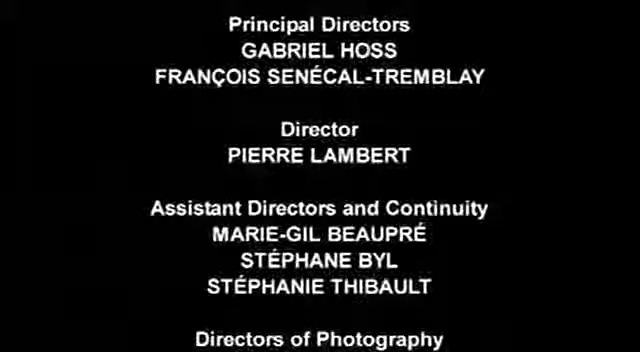 Principal Directors
GABRIEL HOSS
FRANÇOIS SENÉCAL-TREMBLAY
Director
PIERRE LAMBERT
Assistant Directors and Continuity
MARIE-GIL BEAUPRÉ
STÉPHANE BYL
STÉPHANIE THIBAULT
Directors of Photography